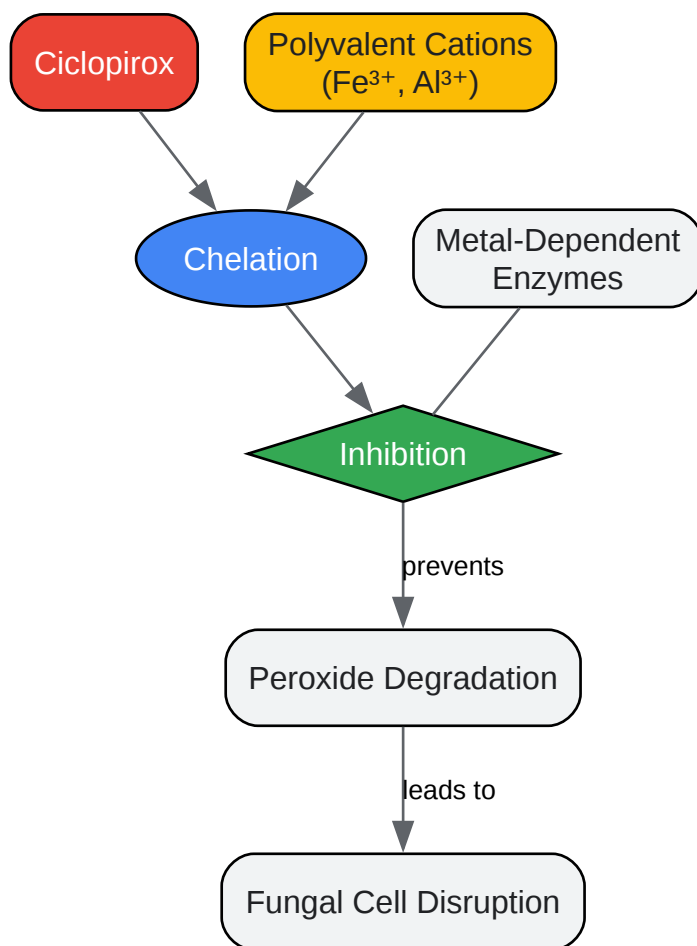 Ciclopirox
Polyvalent Cations
(Fe³⁺, Al³⁺)
Chelation
Metal-Dependent
Enzymes
Inhibition
prevents
Peroxide Degradation
leads to
Fungal Cell Disruption